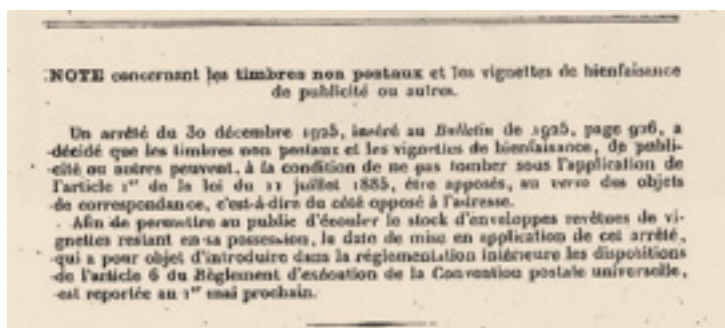 NOTE concernant les timbres non postaux et les vignettes de bienfaisance
de publicité ou autres.
Un arrêté du 30 décembre 1925, inséré au Bulletin de 1925, page 926, a
décidé que les timbres non postaux et les vignettes de bienfaisance, de publi-
cité ou autres peuvent, à la condition de ne pas tomber sous l'application de
l'article 1er de la loi du 11 juillet 1885, être apposés, au verso des objets
de correspondance, c'est-à-dire du côté opposé à l'adresse.
Afin de permettre au public d'écouler le stock d'enveloppes revêtues de vi-
gnettes restant en sa possession, la date de mise en application de cet arrêté,
qui a pour objet d'introduire dans la réglementation intérieure les dispositions
de l'article 6 du Règlement d'exécution de la Convention postale universelle,
est reportée au 1er mai prochain.